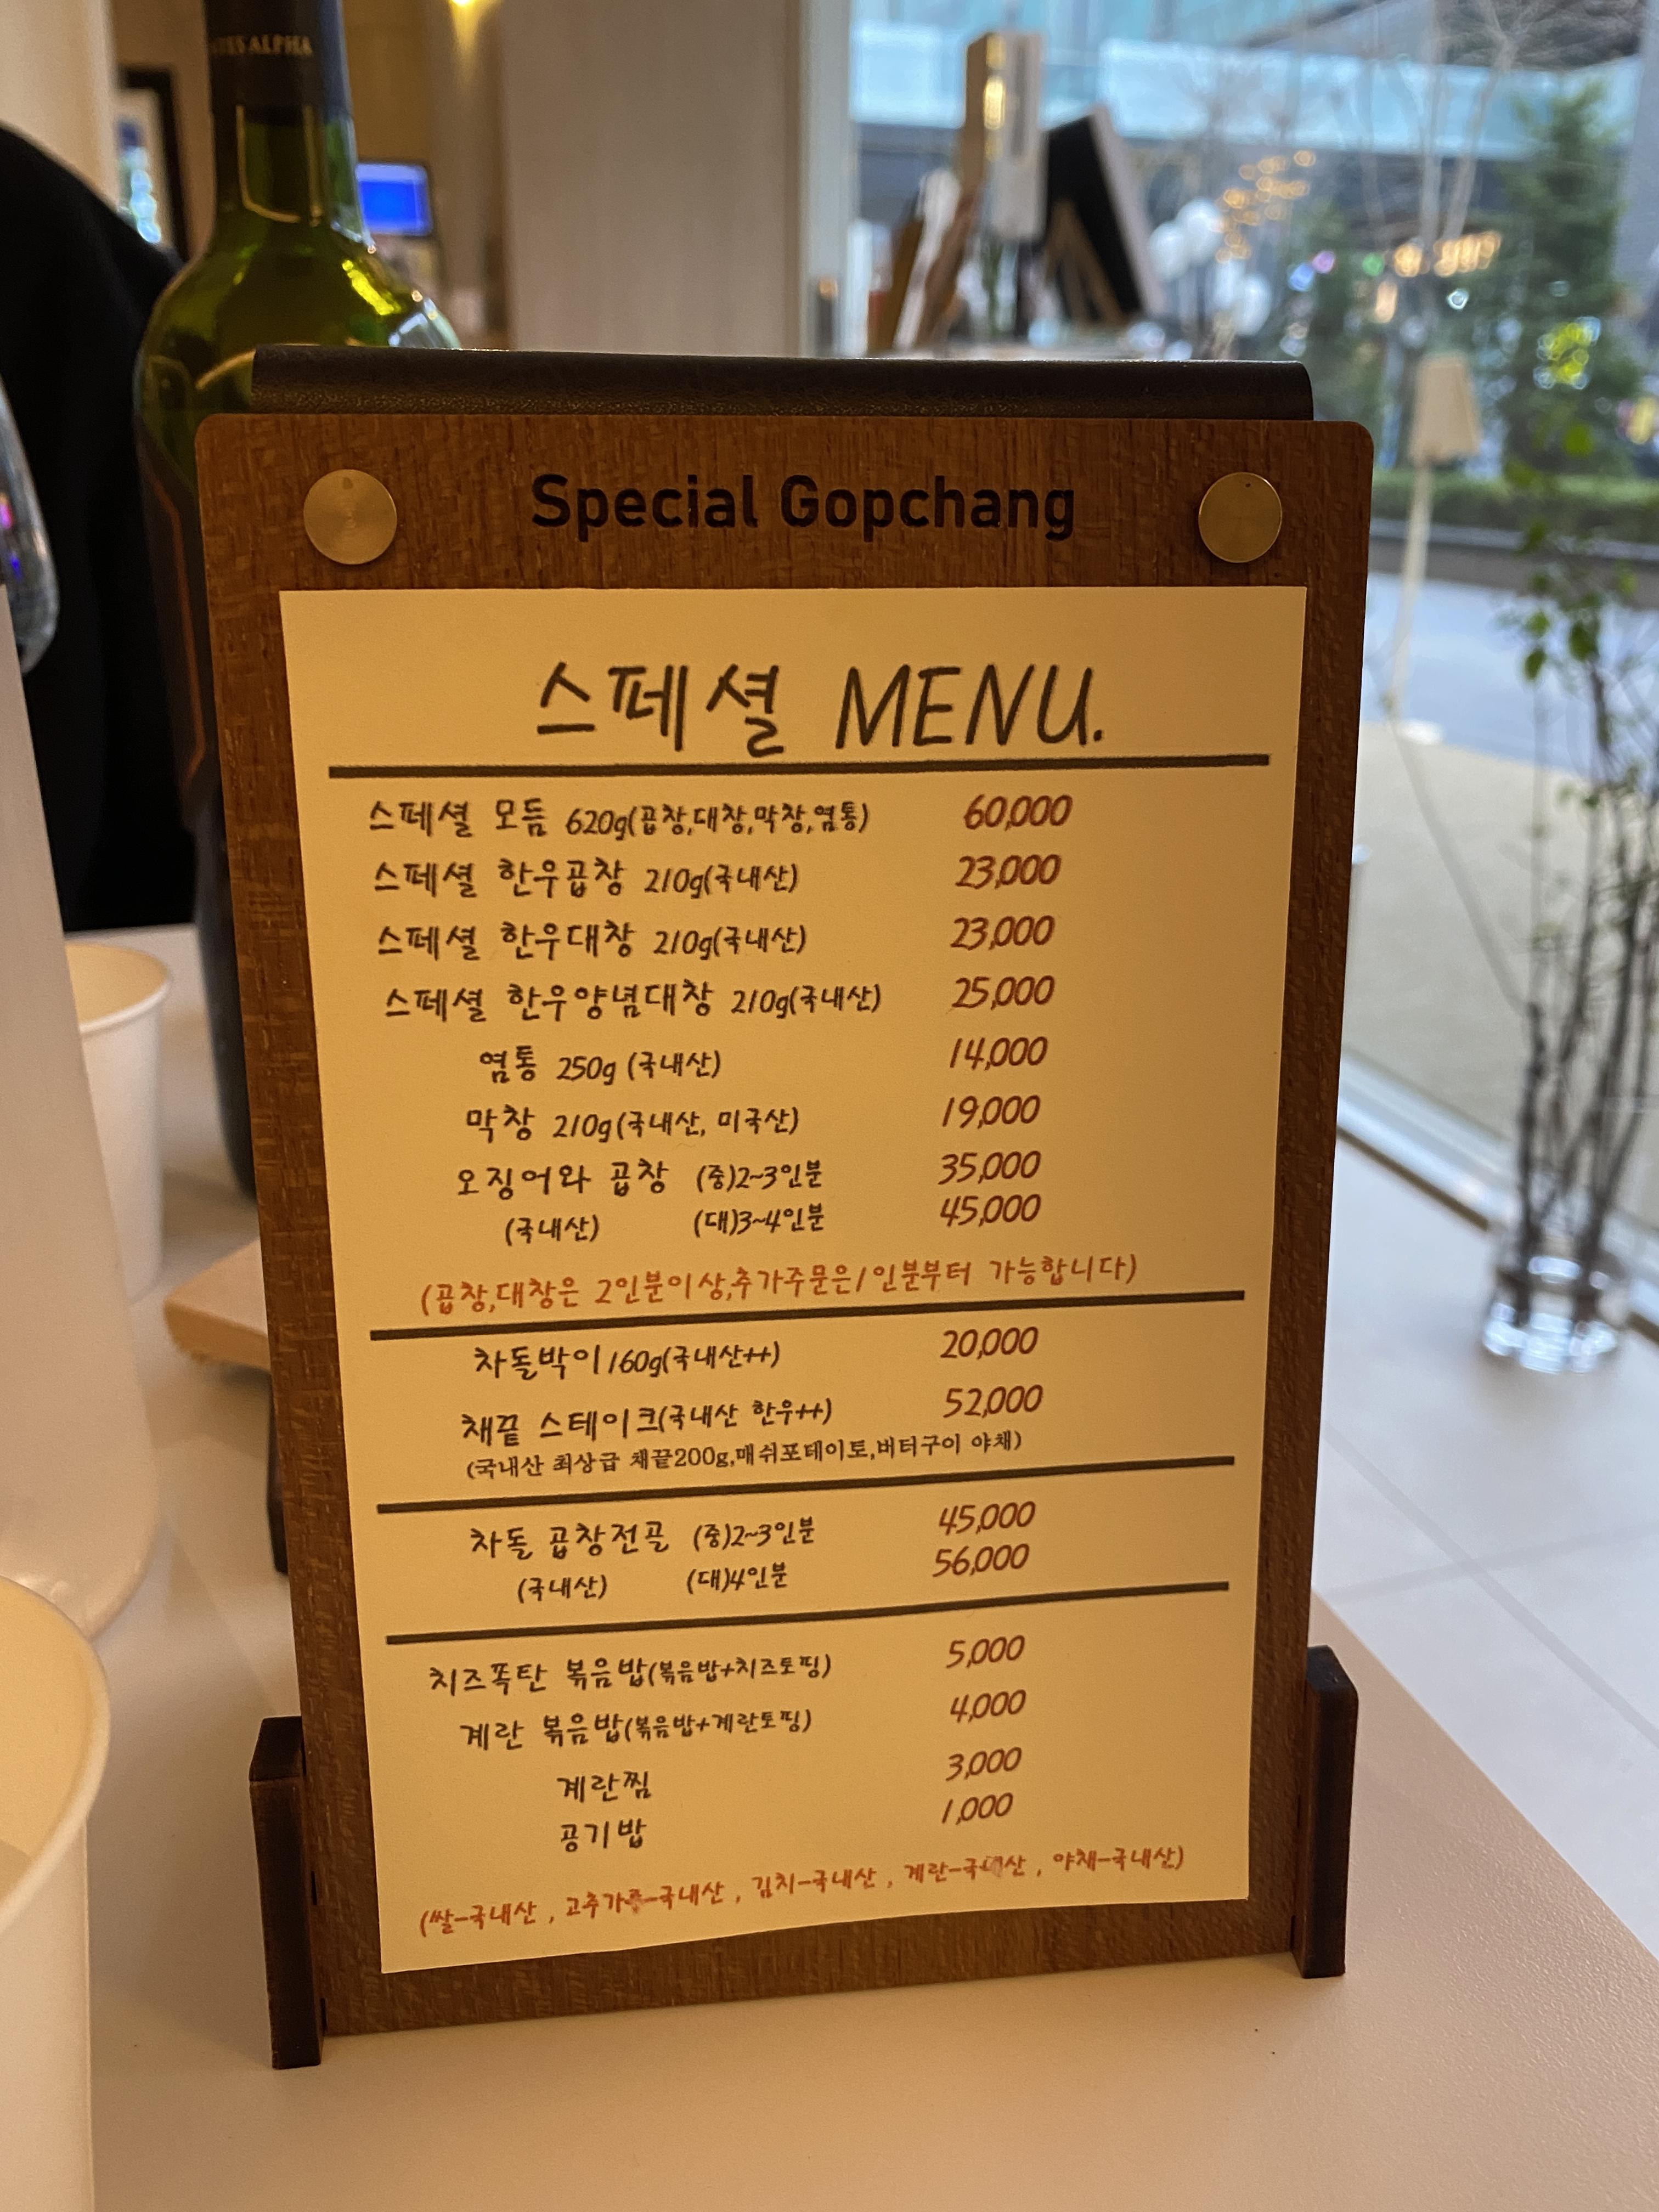 Special Gopchang
스페셜 MENU.
스페셜 모듬 620g(곱창,대창,막창,염통) 60,000
스페셜 한우곱창 210g(국내산) 23,000
스페셜 한우대창 210g(국내산) 23,000
스페셜 한우양념대창 210g(국내산) 25,000
염통 250g (국내산) 14,000
막창 210g(국내산, 미국산) 19,000
오징어와 곱창 (중)2~3인분 35,000
(국내산) (대)3~4인분 45,000
(곱창,대창은 2인분이상,추가주문은1인분부터 가능합니다)
차돌박이 160g(국내산++) 20,000
채끝 스테이크(국내산 한우++) 52,000
(국내산 최상급 채끝200g,매쉬포테이토,버터구이 야채)
차돌 곱창전골 (중)2~3인분 45,000
(국내산) (대)4인분 56,000
치즈폭탄 볶음밥(볶음밥+치즈토핑) 5,000
계란 볶음밥(볶음밥+계란토핑) 4,000
계란찜 3,000
공기밥 1,000
(쌀-국내산 , 고추가루-국내산 , 김치-국내산 , 계란-국내산 , 야채-국내산)